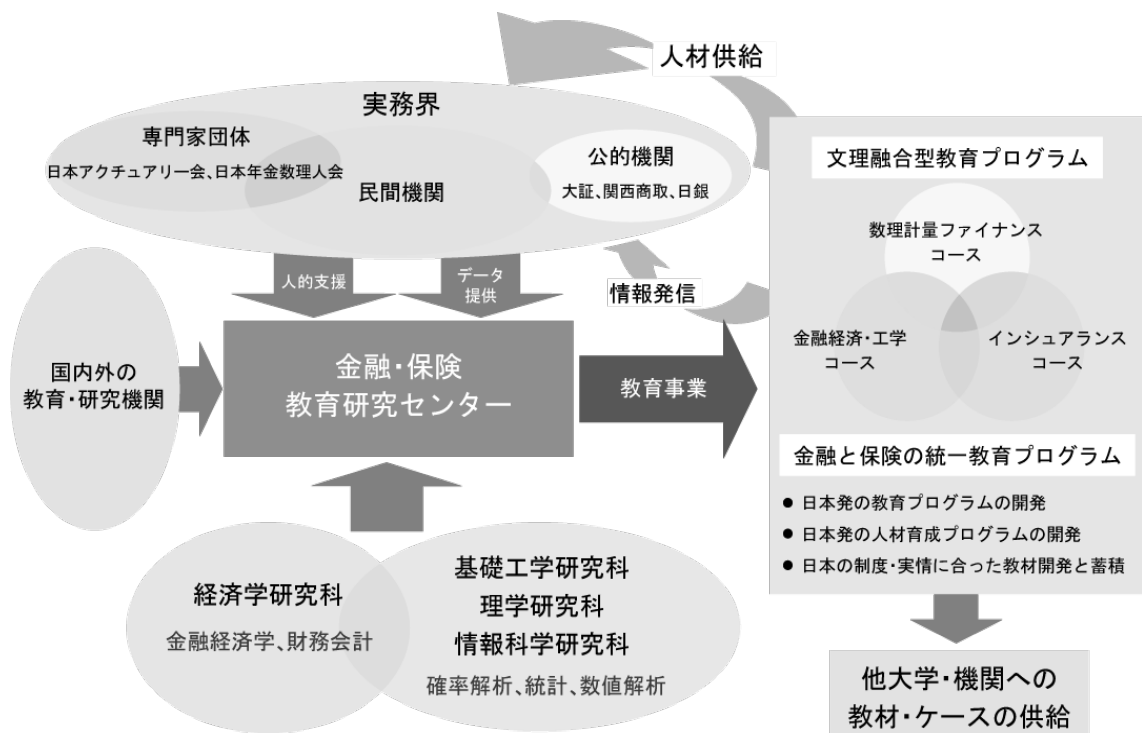 人材供給
実務界
専門家団体
日本アクチュアリー会、日本年金数理人会
民間機関
公的機関
大証、関西商取、日銀
人的支援
データ
提供
情報発信
国内外の
教育・研究機関
金融・保険
教育研究センター
教育事業
経済学研究科
金融経済学、財務会計
基礎工学研究科
理学研究科
情報科学研究科
確率解析、統計、数値解析
文理融合型教育プログラム
数理計量ファイナンス
コース
金融経済・工学
コース
インシュアランス
コース
金融と保険の統一教育プログラム
● 日本発の教育プログラムの開発
● 日本発の人材育成プログラムの開発
● 日本の制度・実情に合った教材開発と蓄積
他大学・機関への
教材・ケースの供給